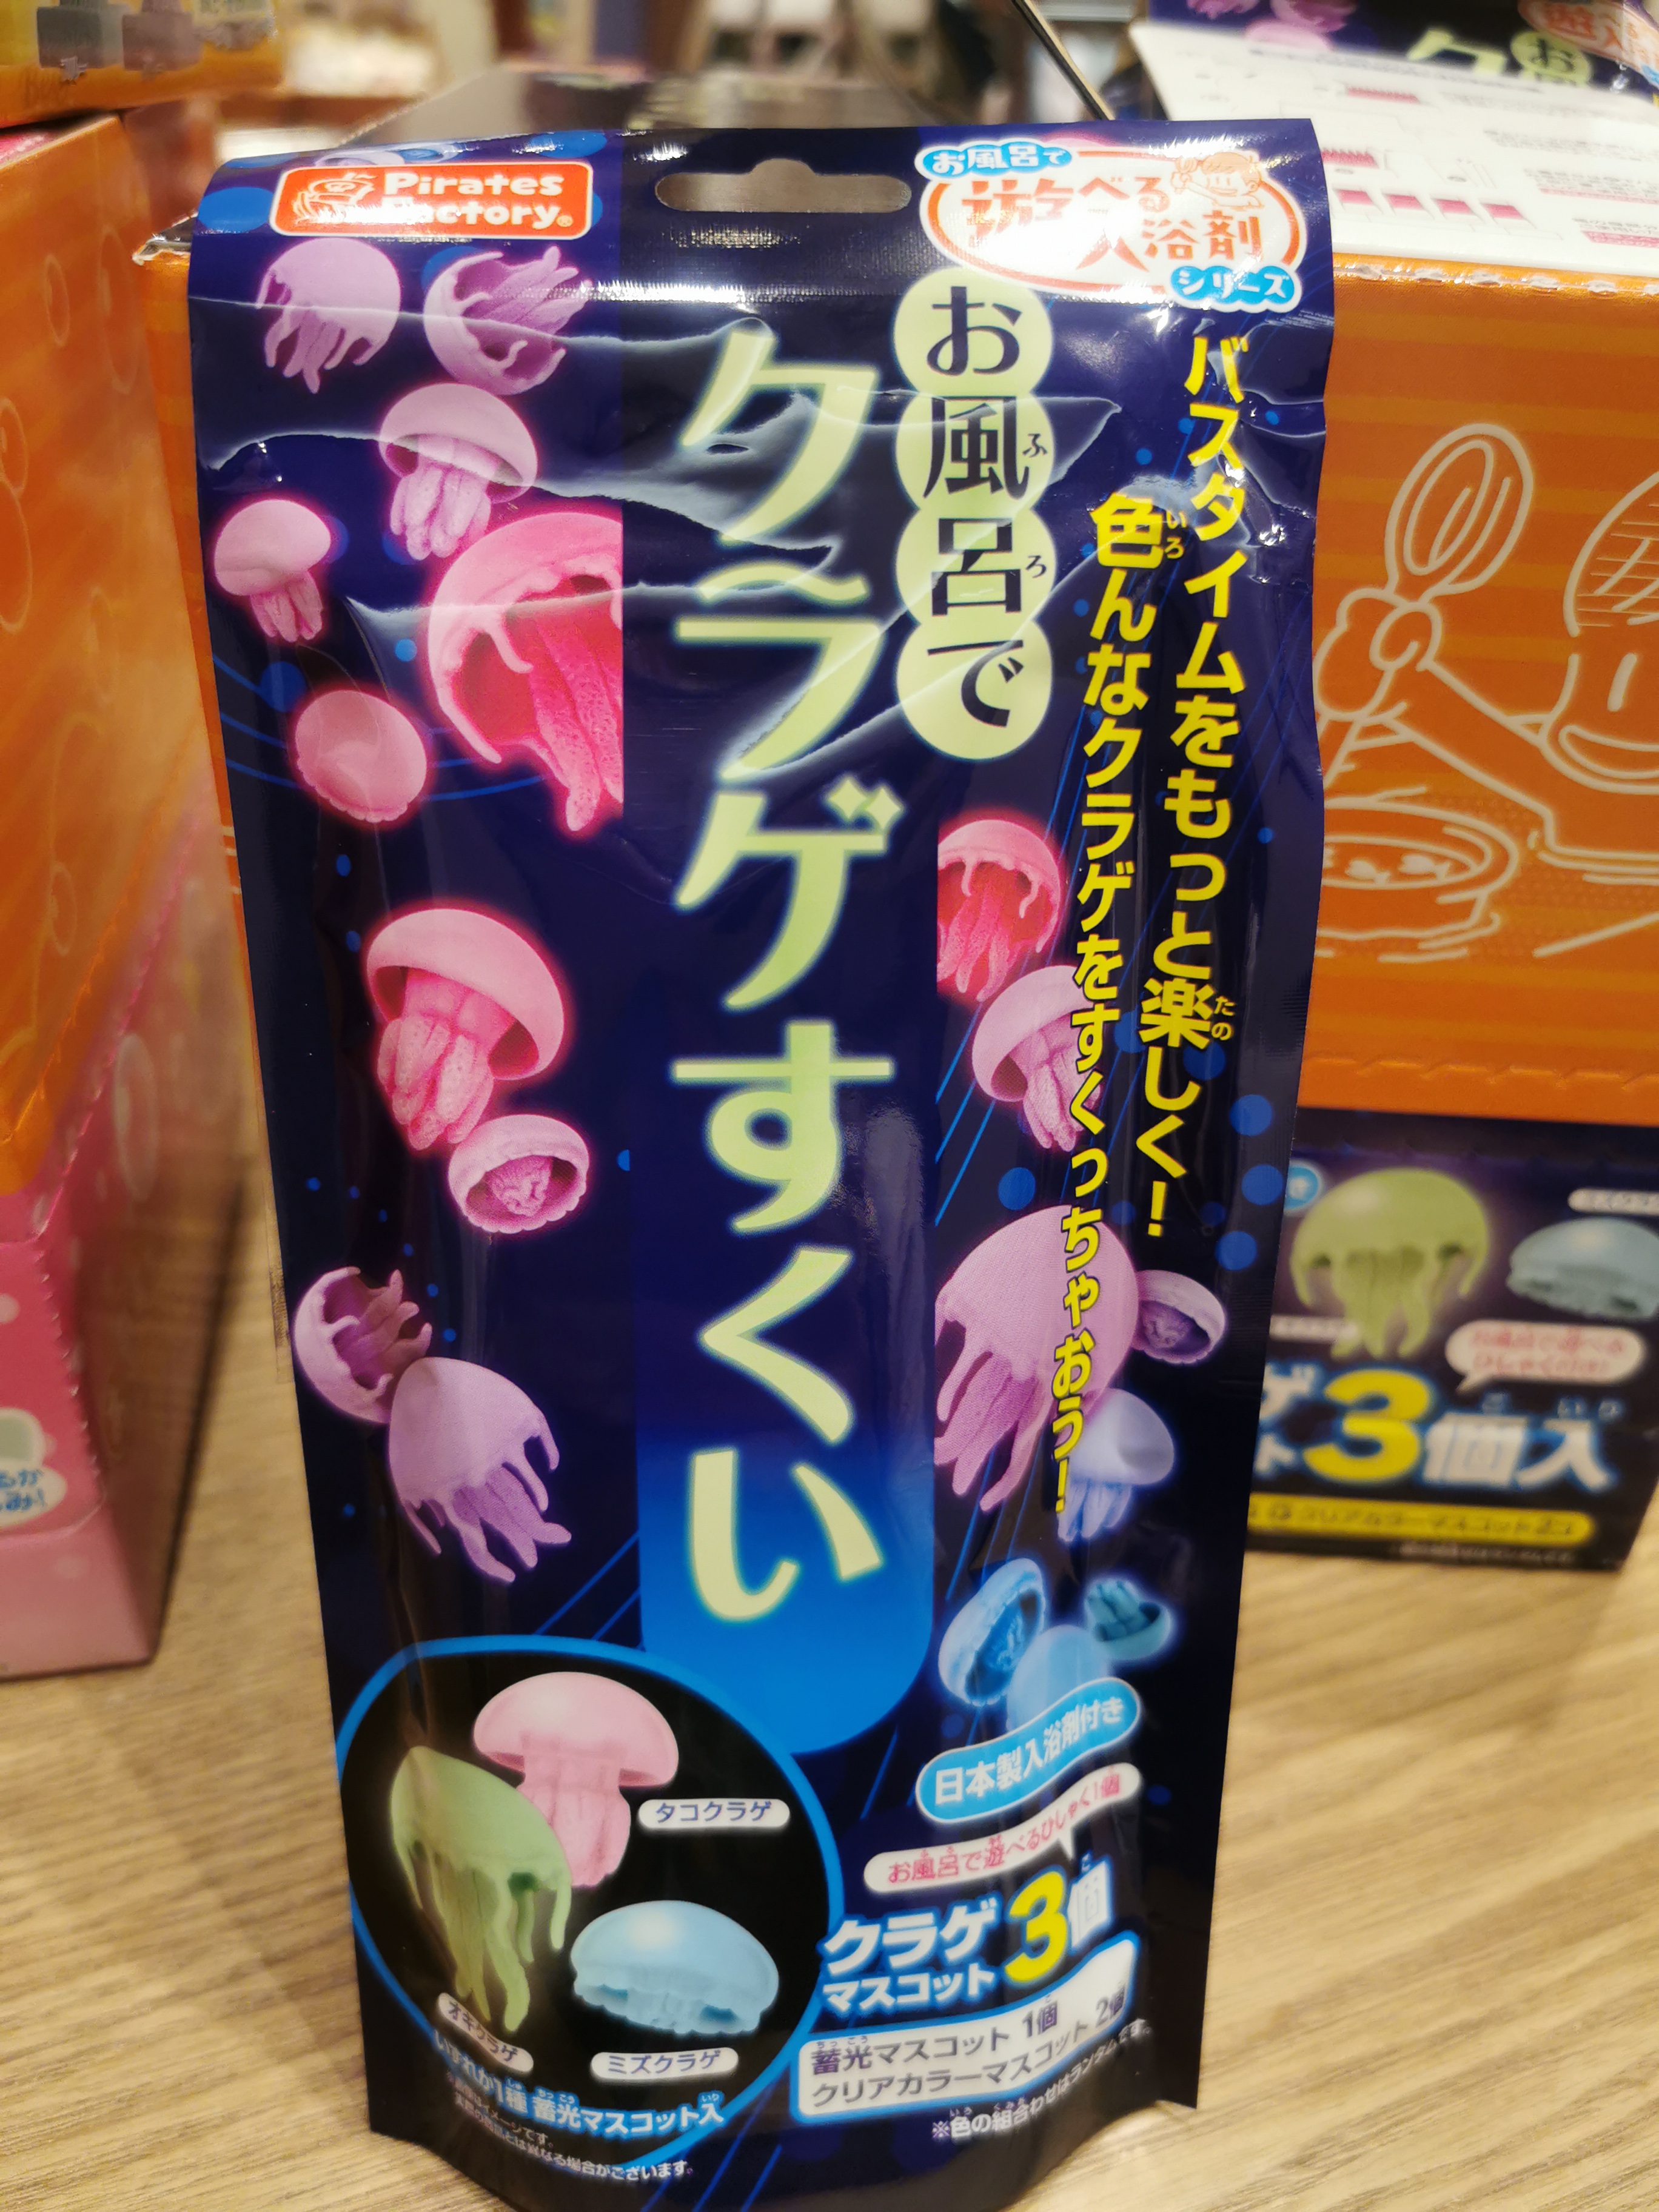 Pirates
Factory
お風呂で
遊べる
入浴剤
シリーズ
バスタイムをもっと楽しく!
色んなクラゲをすくっちゃおう!
お風呂で
クラゲすくい
タコクラゲ
オキクラゲ
ミズクラゲ
いずれか1種 蓄光マスコット入
日本製入浴剤付き
お風呂で遊べるひしゃく1個
クラゲ
マスコット
3個
蓄光マスコット 1個
クリアカラーマスコット 2個
※色の組合わせはランダムです。
3個入